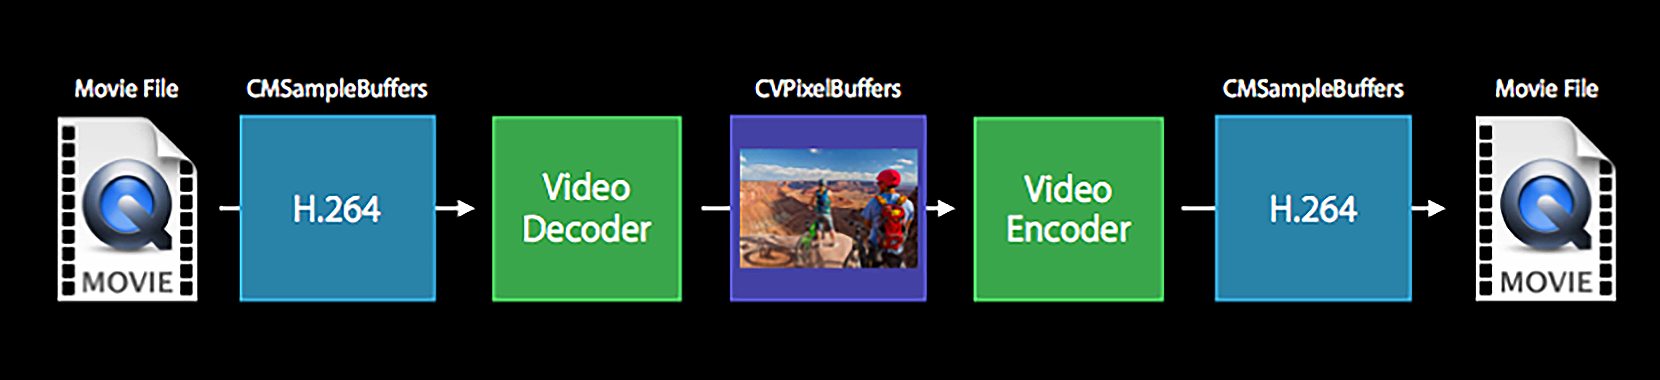 Movie File
CMSampleBuffers
CVPixelBuffers
CMSampleBuffers
Movie File
H.264
Video
Decoder
Video
Encoder
H.264
MOVIE
MOVIE